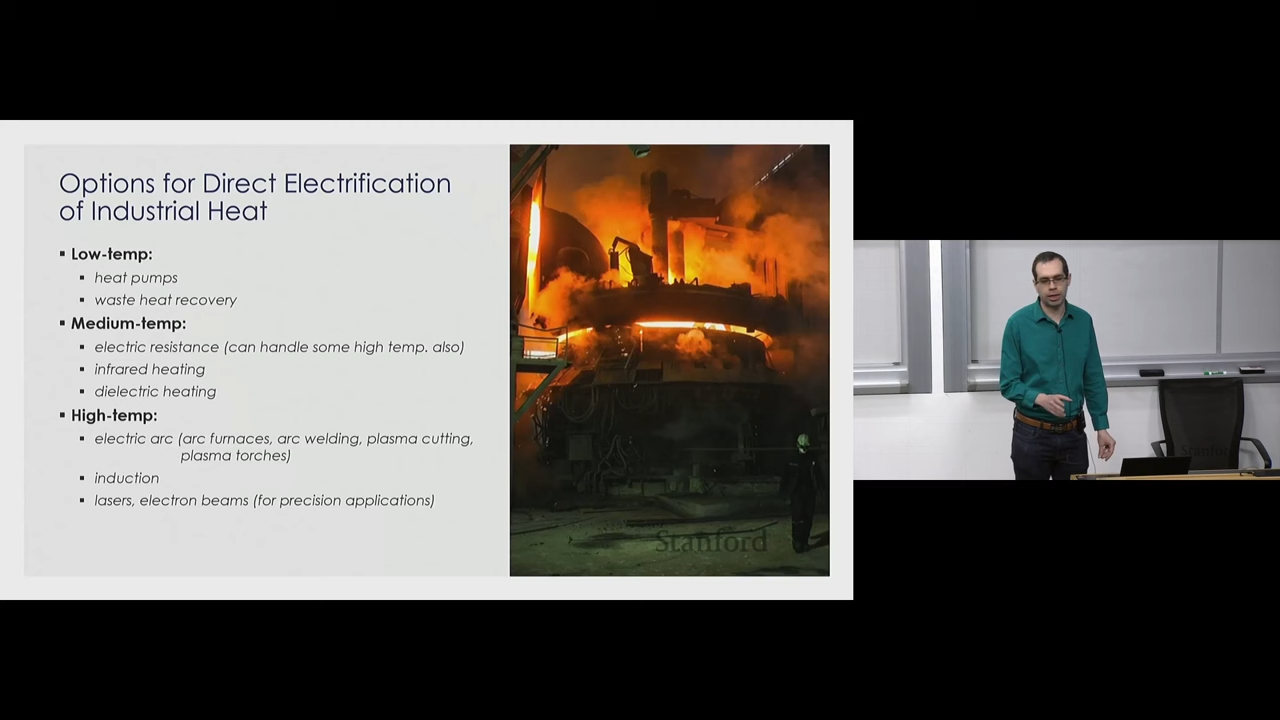 Options for Direct Electrification
of Industrial Heat
▪ Low-temp:
▪ heat pumps
▪ waste heat recovery
▪ Medium-temp:
▪ electric resistance (can handle some high temp. also)
▪ infrared heating
▪ dielectric heating
▪ High-temp:
▪ electric arc (arc furnaces, arc welding, plasma cutting,
plasma torches)
▪ induction
▪ lasers, electron beams (for precision applications)
Stanford
Stanford